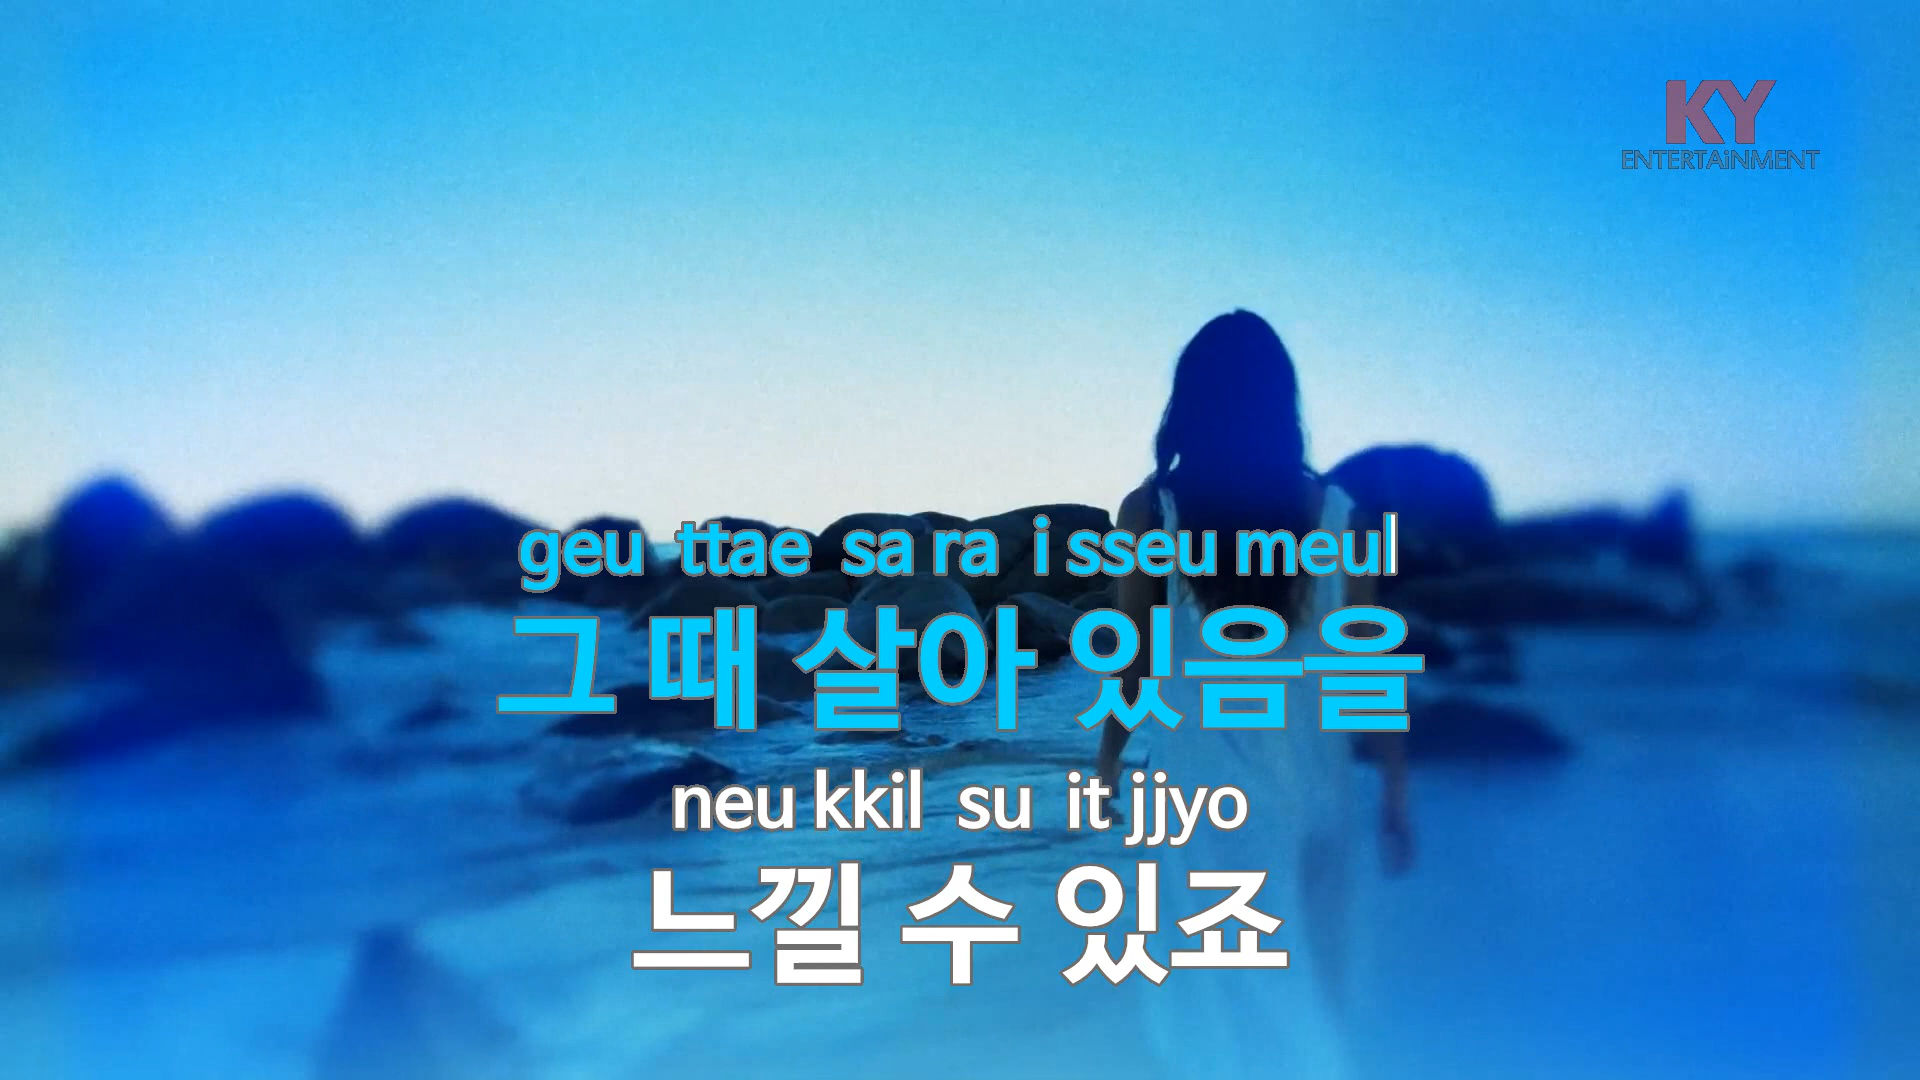 KY
ENTERTAiNMENT
geu ttae sa ra i sseu meul
그 때 살아 있음을
neu kkil su it jjyo
느낄 수 있죠